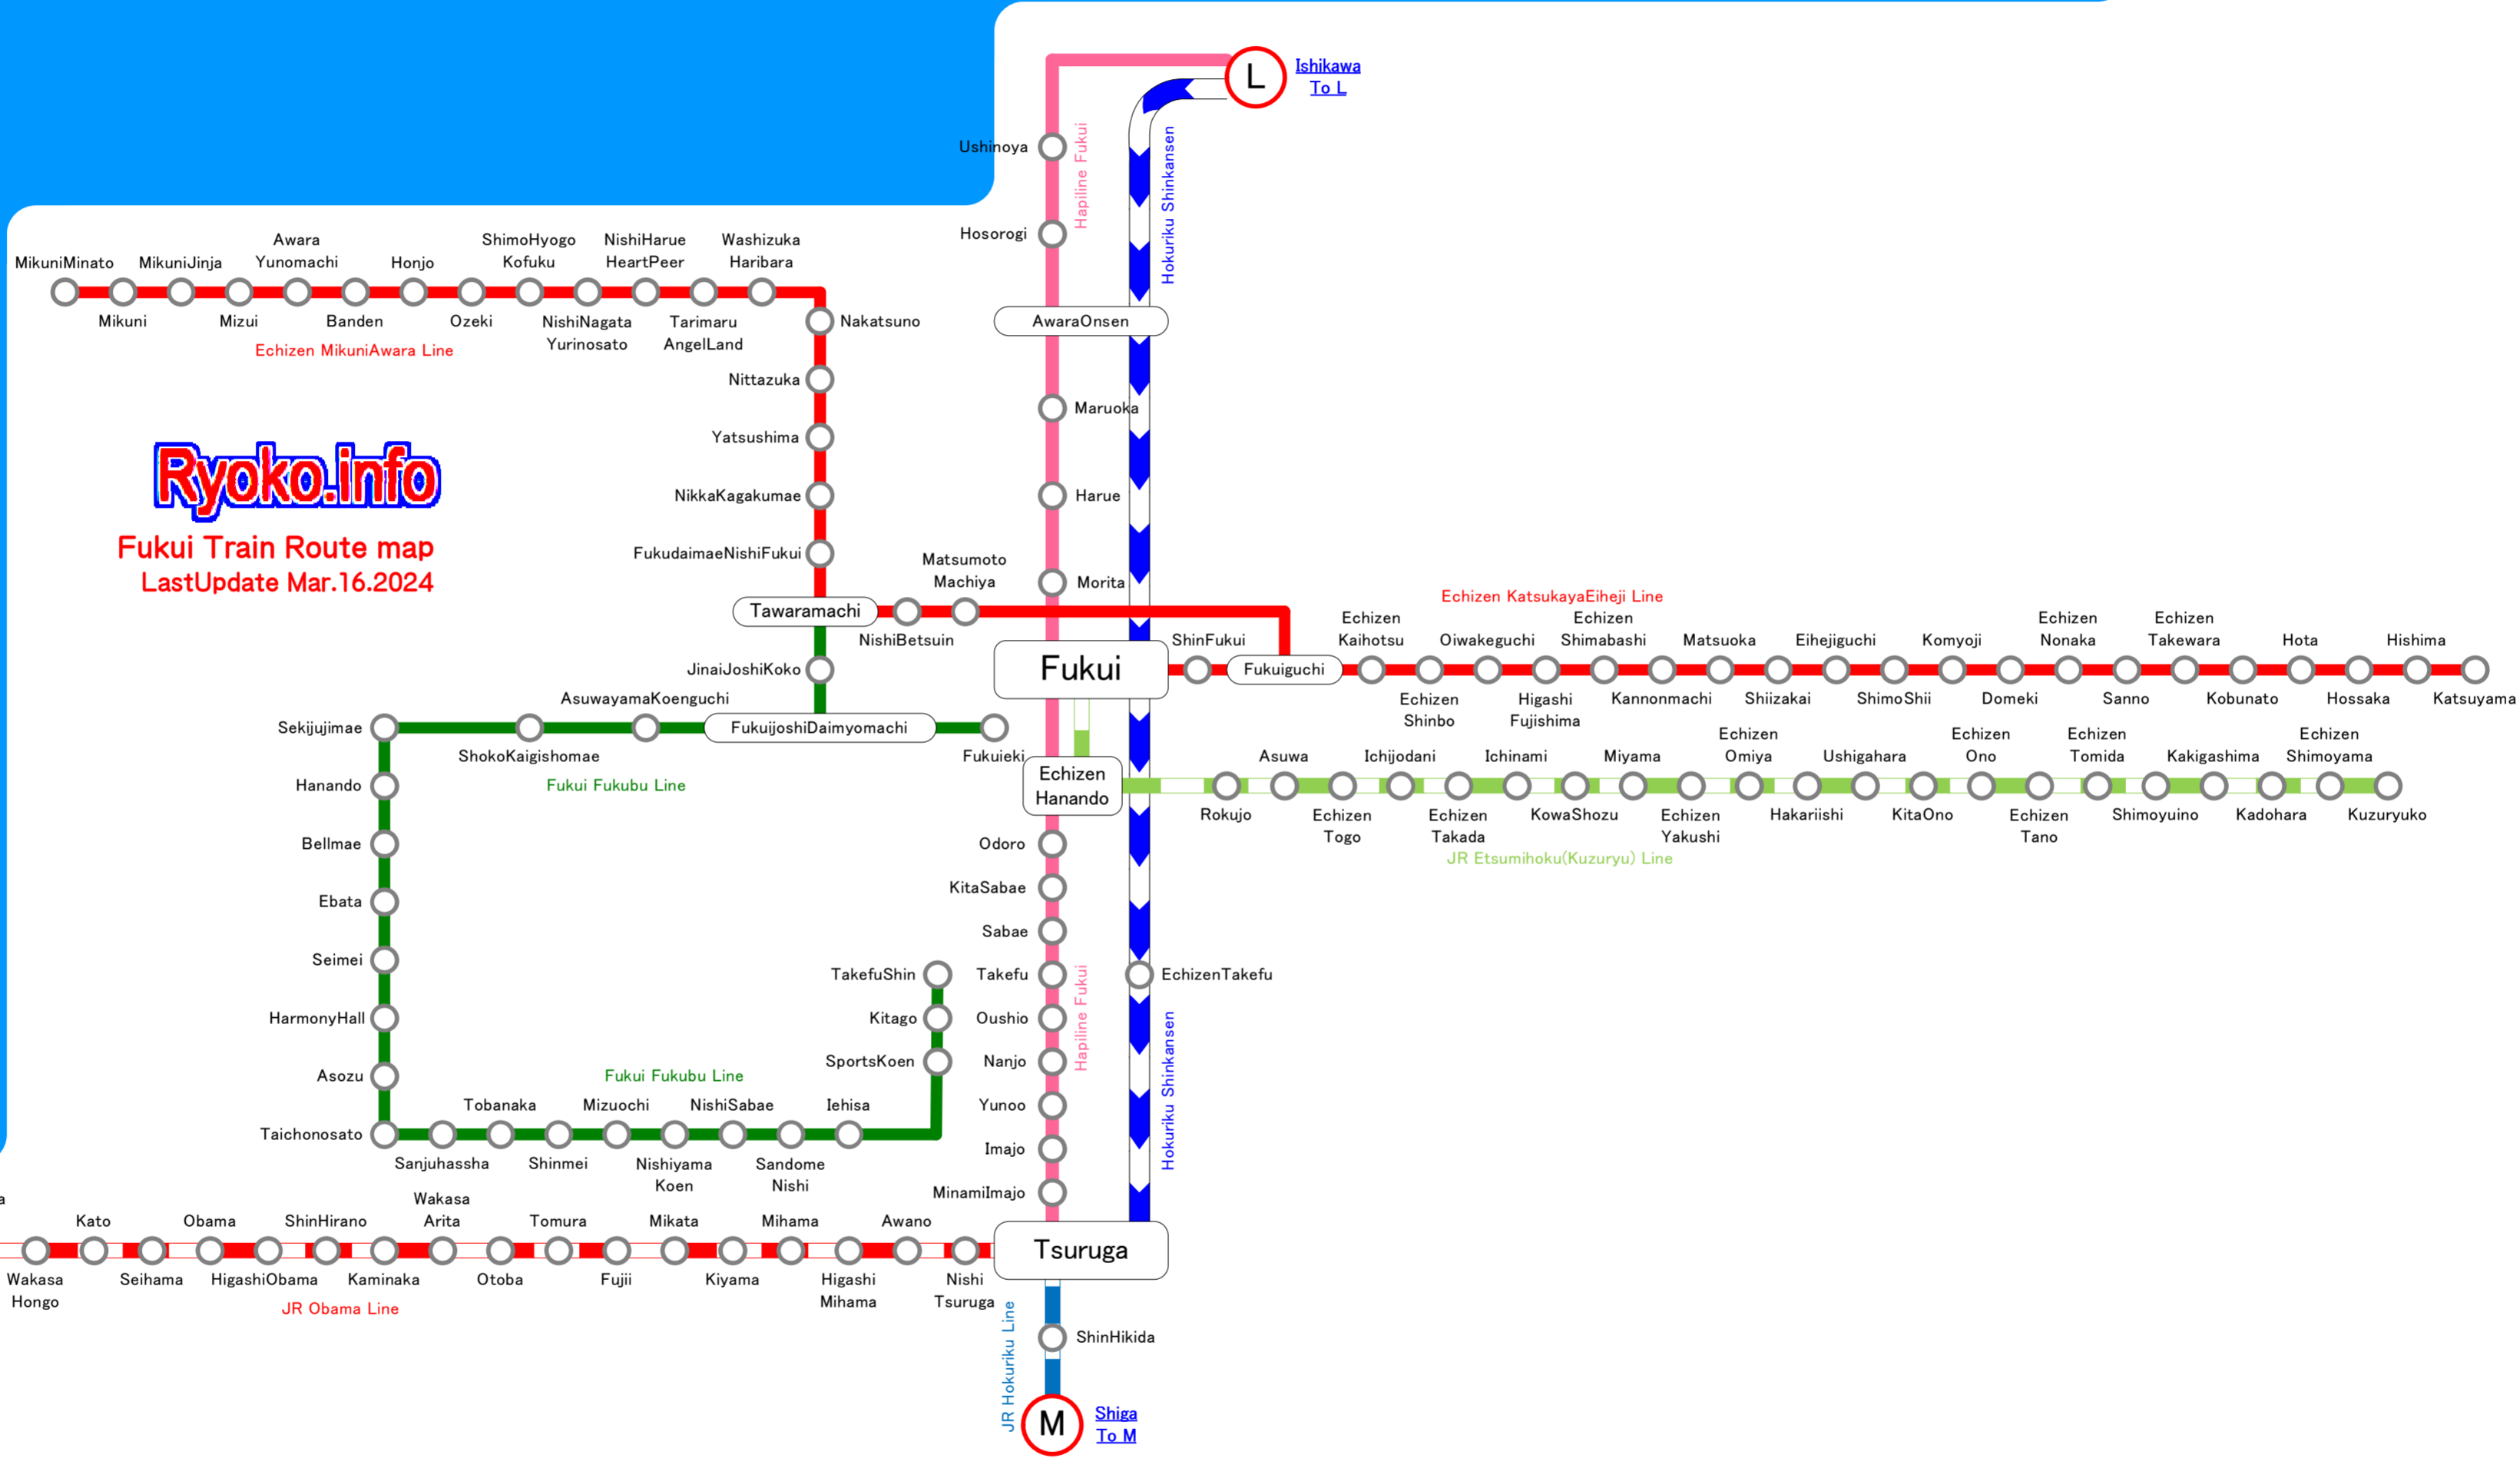 L
Ishikawa
To L
Hapiline Fukui
Hokuriku Shinkansen
Ushinoya
Hosorogi
AwaraOnsen
Maruoka
Harue
Morita
MikuniMinato
MikuniJinja
Awara
Yunomachi
Honjo
ShimoHyogo
Kofuku
NishiHarue
HeartPeer
Washizuka
Haribara
Mikuni
Mizui
Banden
Ozeki
NishiNagata
Yurinosato
Tarimaru
AngelLand
Echizen MikuniAwara Line
Nakatsuno
Nittazuka
Yatsushima
NikkaKagakumae
FukudaimaeNishiFukui
Ryoko.info
Fukui Train Route map
LastUpdate Mar.16.2024
Tawaramachi
NishiBetsuin
Matsumoto
Machiya
Fukui
ShinFukui
Fukuiguchi
Echizen KatsukayaEiheji Line
Echizen
Kaihotsu
Oiwakeguchi
Echizen
Shimabashi
Matsuoka
Eihejiguchi
Komyoji
Echizen
Nonaka
Echizen
Takewara
Hota
Hishima
Echizen
Shinbo
Higashi
Fujishima
Kannonmachi
Shiizakai
ShimoShii
Domeki
Sanno
Kobunato
Hossaka
Katsuyama
JinaiJoshiKoko
AsuwayamaKoenguchi
FukuijoshiDaimyomachi
Fukuieki
ShokoKaigishomae
Sekijujimae
Fukui Fukubu Line
Hanando
Bellmae
Ebata
Seimei
HarmonyHall
Asozu
Taichonosato
Echizen
Hanando
Asuwa
Ichijodani
Ichinami
Miyama
Echizen
Omiya
Ushigahara
Echizen
Ono
Echizen
Tomida
Kakigashima
Echizen
Shimoyama
Rokujo
Echizen
Togo
Echizen
Takada
KowaShozu
Echizen
Yakushi
Hakariishi
KitaOno
Echizen
Tano
Shimoyuino
Kadohara
Kuzuryuko
JR Etsumihoku(Kuzuryu) Line
Odoro
KitaSabae
Sabae
Takefu
EchizenTakefu
Oushio
Nanjo
Yunoo
Imajo
MinamiImajo
Hapiline Fukui
Hokuriku Shinkansen
TakefuShin
Kitago
SportsKoen
Fukui Fukubu Line
Tobanaka
Mizuochi
NishiSabae
Iehisa
Sanjuhassha
Shinmei
Nishiyama
Koen
Sandome
Nishi
a
Kato
Obama
ShinHirano
Wakasa
Arita
Tomura
Mikata
Mihama
Awano
Tsuruga
Wakasa
Hongo
Seihama
HigashiObama
Kaminaka
Otoba
Fujii
Kiyama
Higashi
Mihama
Nishi
Tsuruga
JR Obama Line
JR Hokuriku Line
ShinHikida
M
Shiga
To M